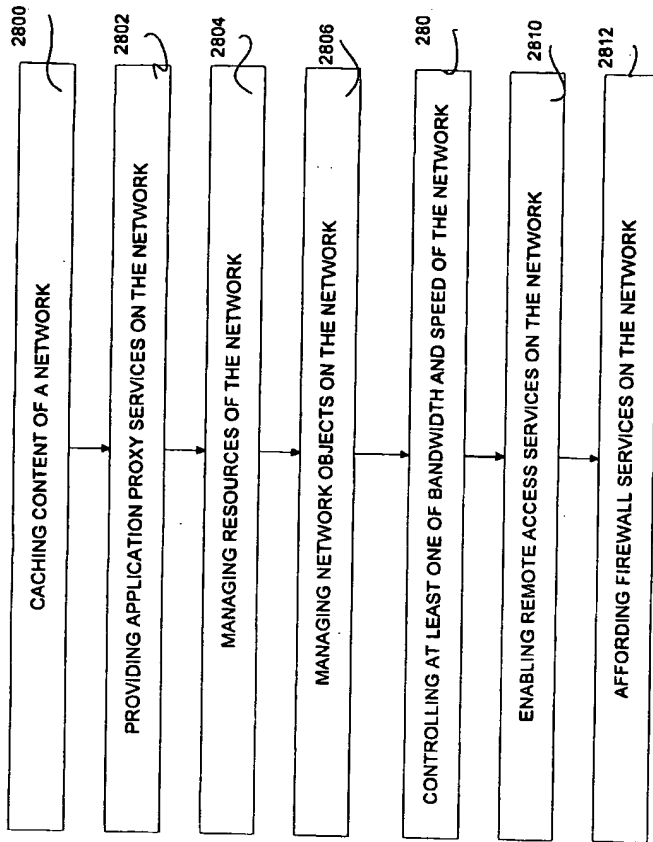 2800
CACHING CONTENT OF A NETWORK
2802
PROVIDING APPLICATION PROXY SERVICES ON THE NETWORK
2804
MANAGING RESOURCES OF THE NETWORK
2806
MANAGING NETWORK OBJECTS ON THE NETWORK
280
CONTROLLING AT LEAST ONE OF BANDWIDTH AND SPEED OF THE NETWORK
2810
ENABLING REMOTE ACCESS SERVICES ON THE NETWORK
2812
AFFORDING FIREWALL SERVICES ON THE NETWORK